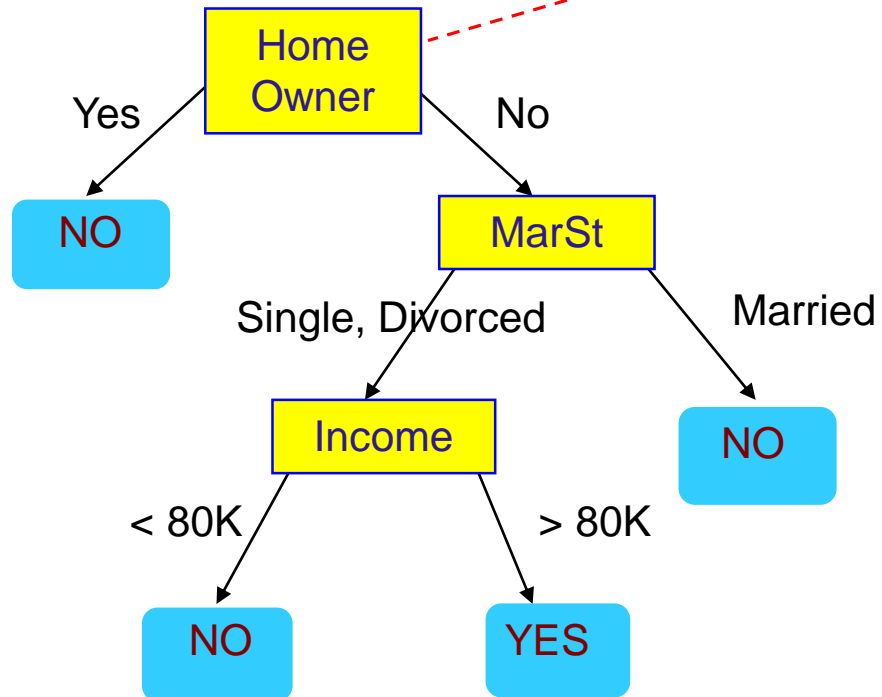 Home
Owner
Yes
No
NO
MarSt
Single, Divorced
Married
Income
NO
< 80K
> 80K
NO
YES